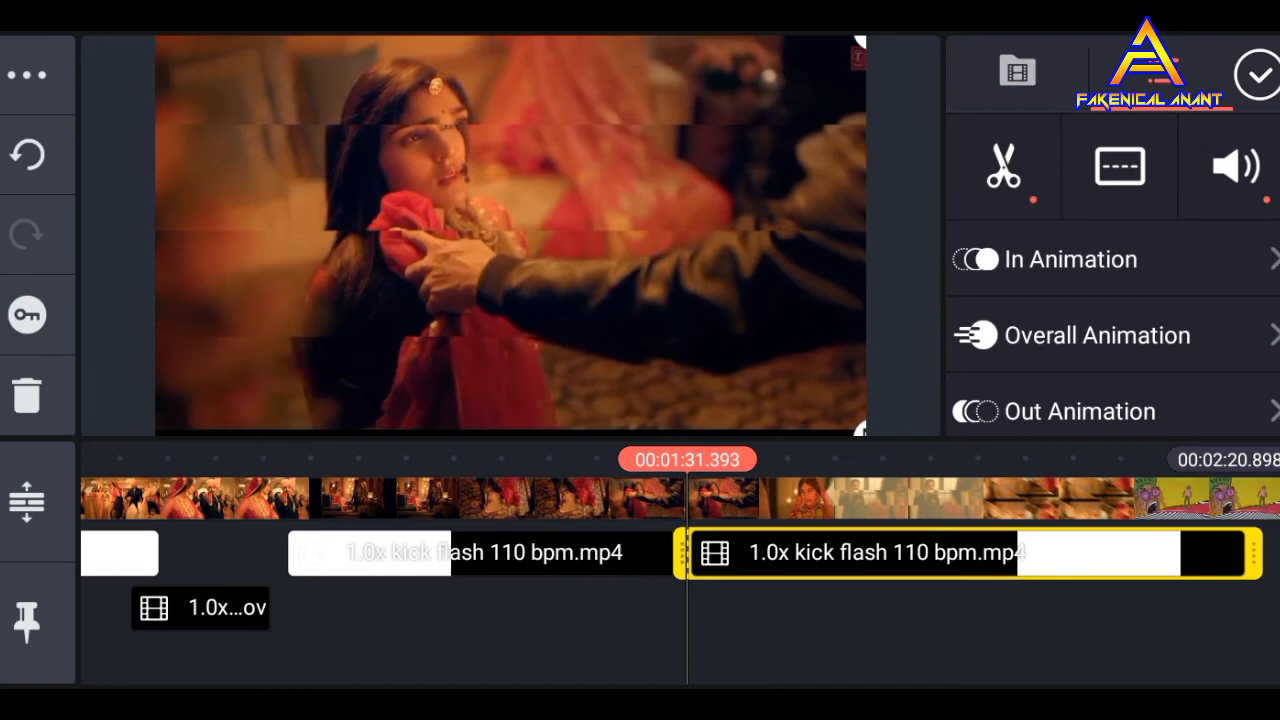 FAKENICAL ANANT
In Animation
Overall Animation
Out Animation
00:01:31.393
00:02:20.898
1.0x kick flash 110 bpm.mp4
1.0x kick flash 110 bpm.mp4
1.0x...ov